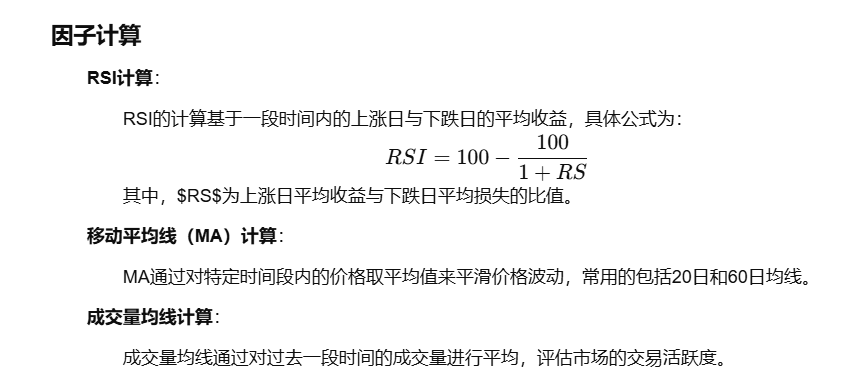 因子计算
RSI计算：
RSI的计算基于一段时间内的上涨日与下跌日的平均收益，具体公式为：
RSI = 100 − 100 / (1 + RS)
其中，$RS$为上涨日平均收益与下跌日平均损失的比值。
移动平均线（MA）计算：
MA通过对特定时间段内的价格取平均值来平滑价格波动，常用的包括20日和60日均线。
成交量均线计算：
成交量均线通过对过去一段时间的成交量进行平均，评估市场的交易活跃度。